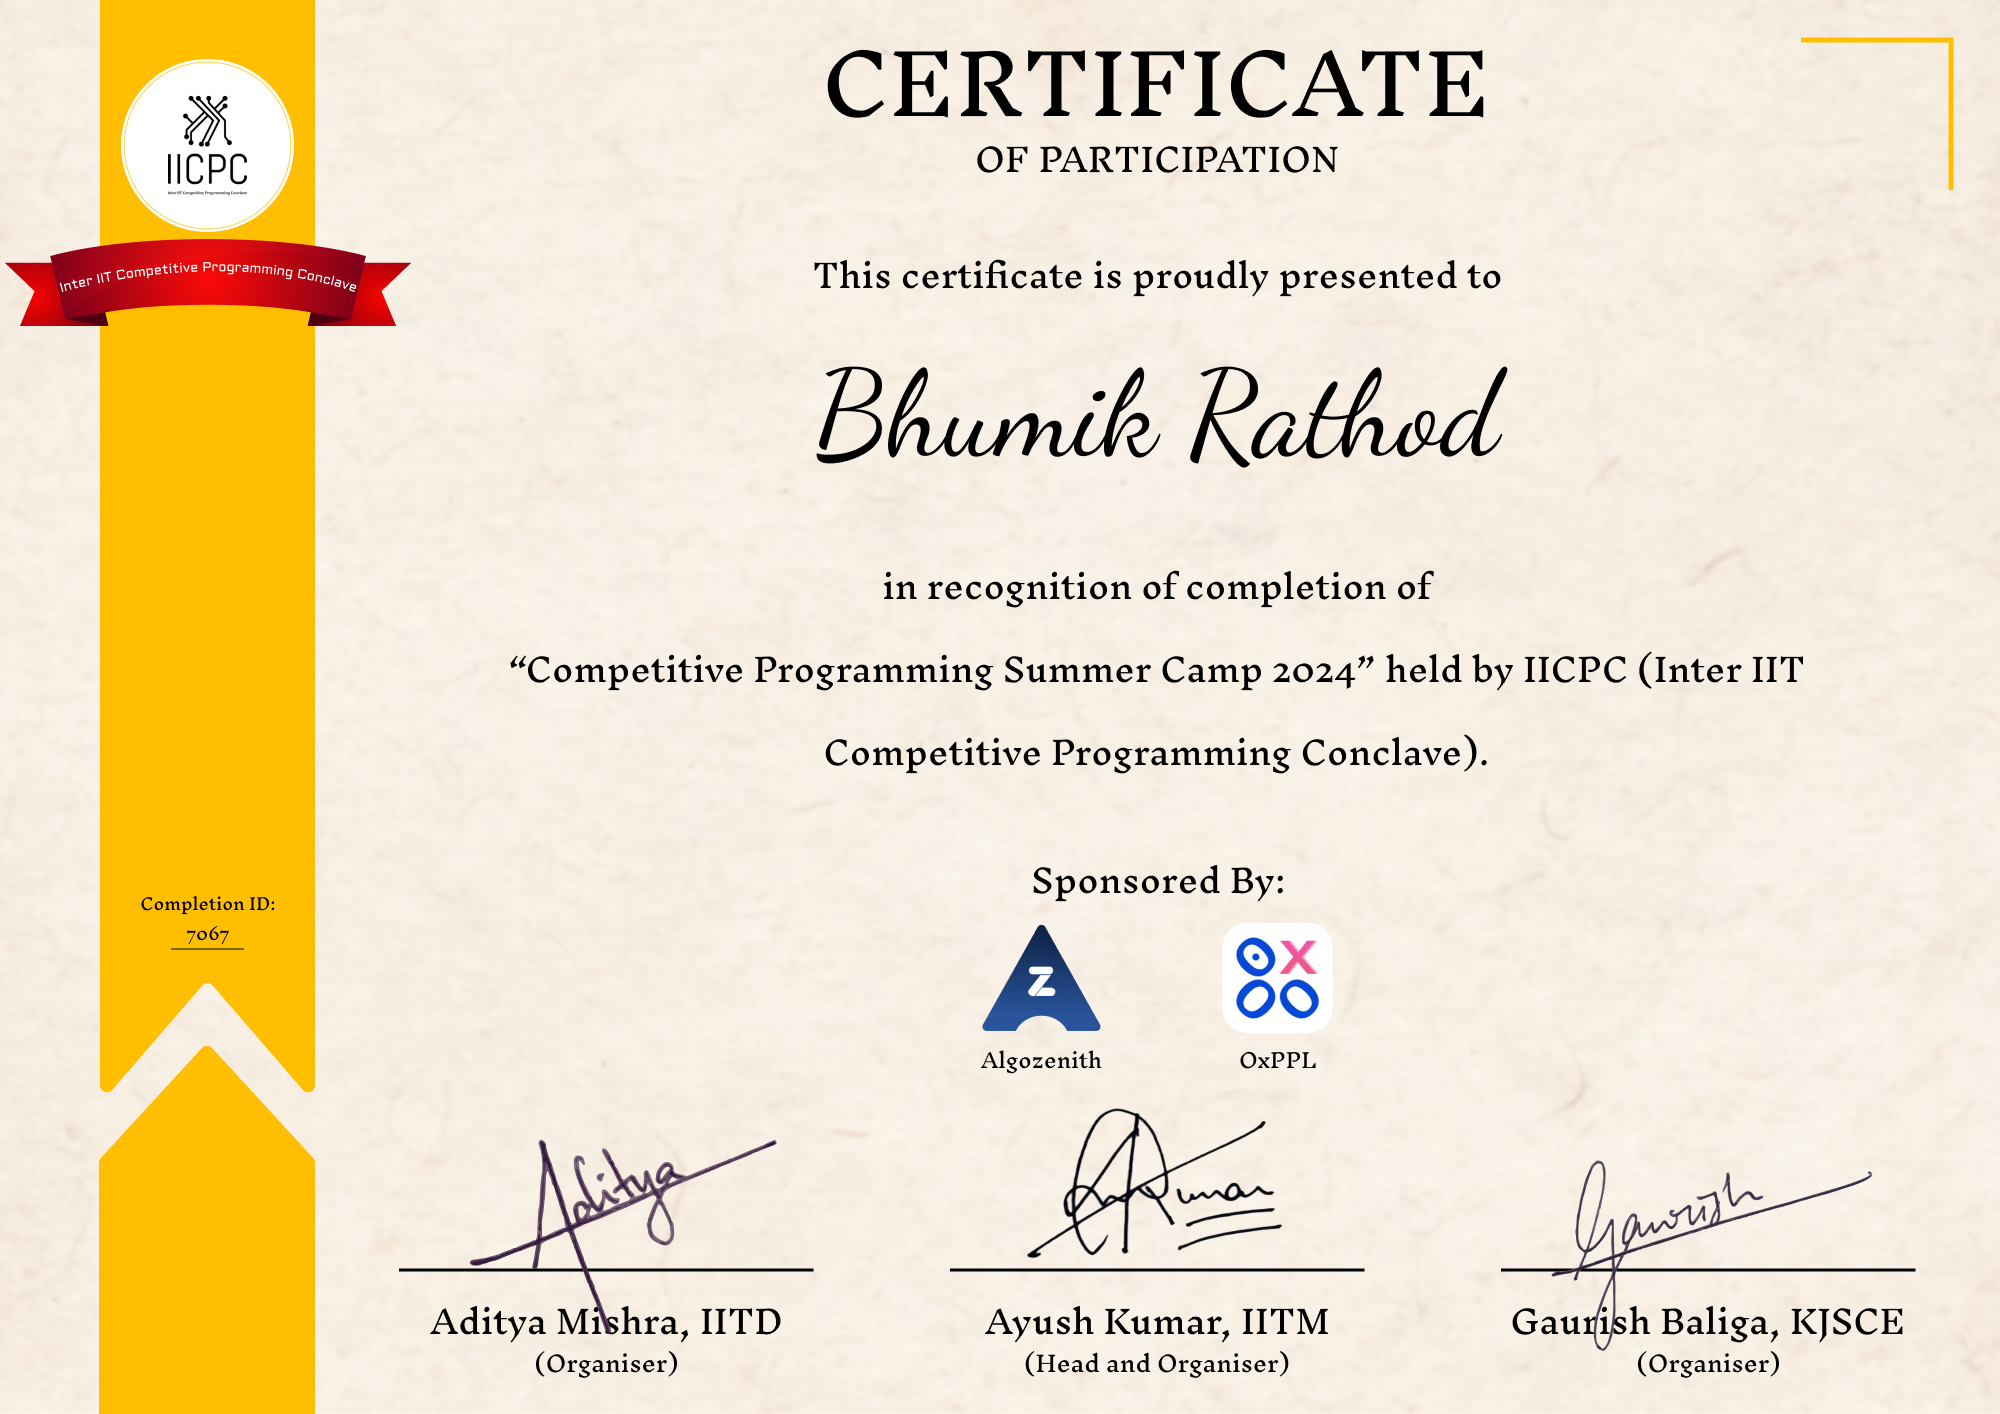 IICPC
Inter IIT Competitive Programming Conclave
Inter IIT Competitive Programming Conclave
CERTIFICATE
OF PARTICIPATION
This certificate is proudly presented to
Bhumik Rathod
in recognition of completion of
“Competitive Programming Summer Camp 2024” held by IICPC (Inter IIT
Competitive Programming Conclave).
Completion ID:
7067
Sponsored By:
Z
Algozenith
OxPPL
Aditya
Kumar
Gaurish
Aditya Mishra, IITD
(Organiser)
Ayush Kumar, IITM
(Head and Organiser)
Gaurish Baliga, KJSCE
(Organiser)